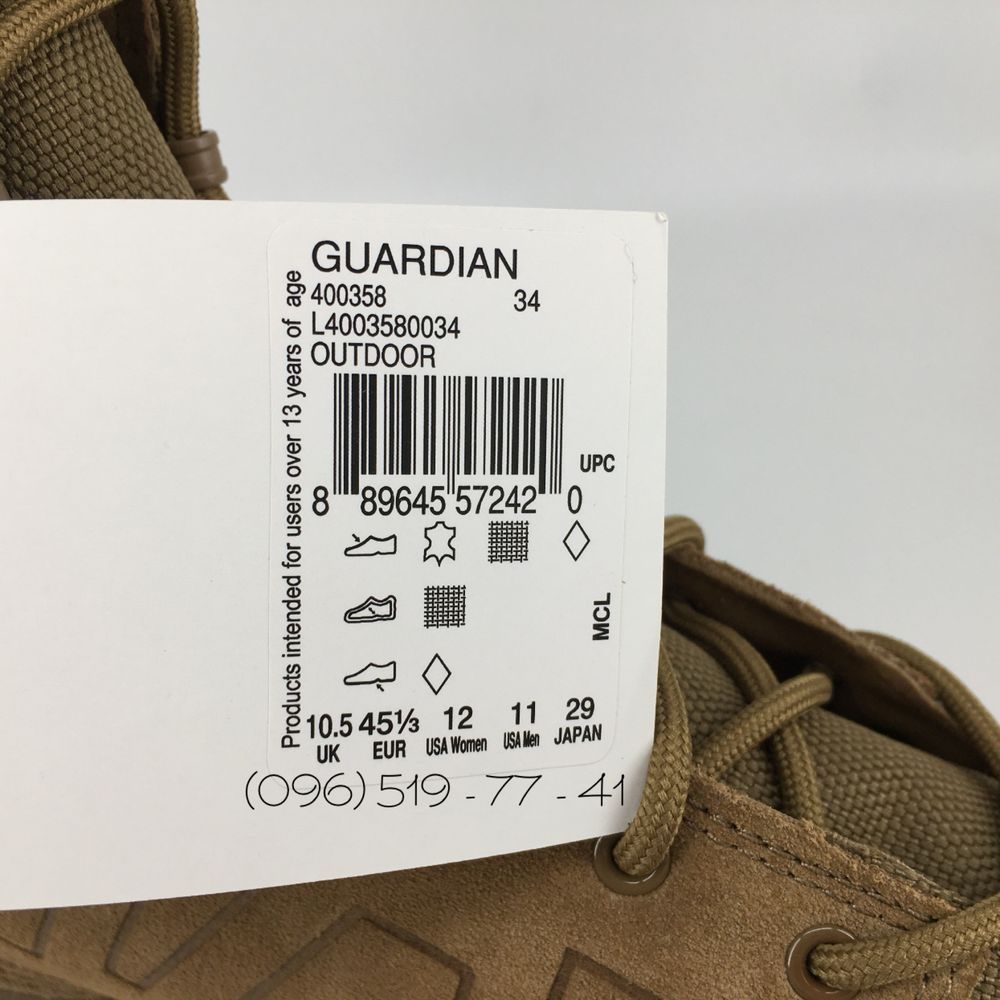 GUARDIAN
400358 34
L4003580034
OUTDOOR
Products intended for users over 13 years of age
UPC
8 89645 57242 0
MCL
10.5 45⅓ 12 11 29
UK EUR USA Women USA Men JAPAN
(096) 519 - 77 - 41